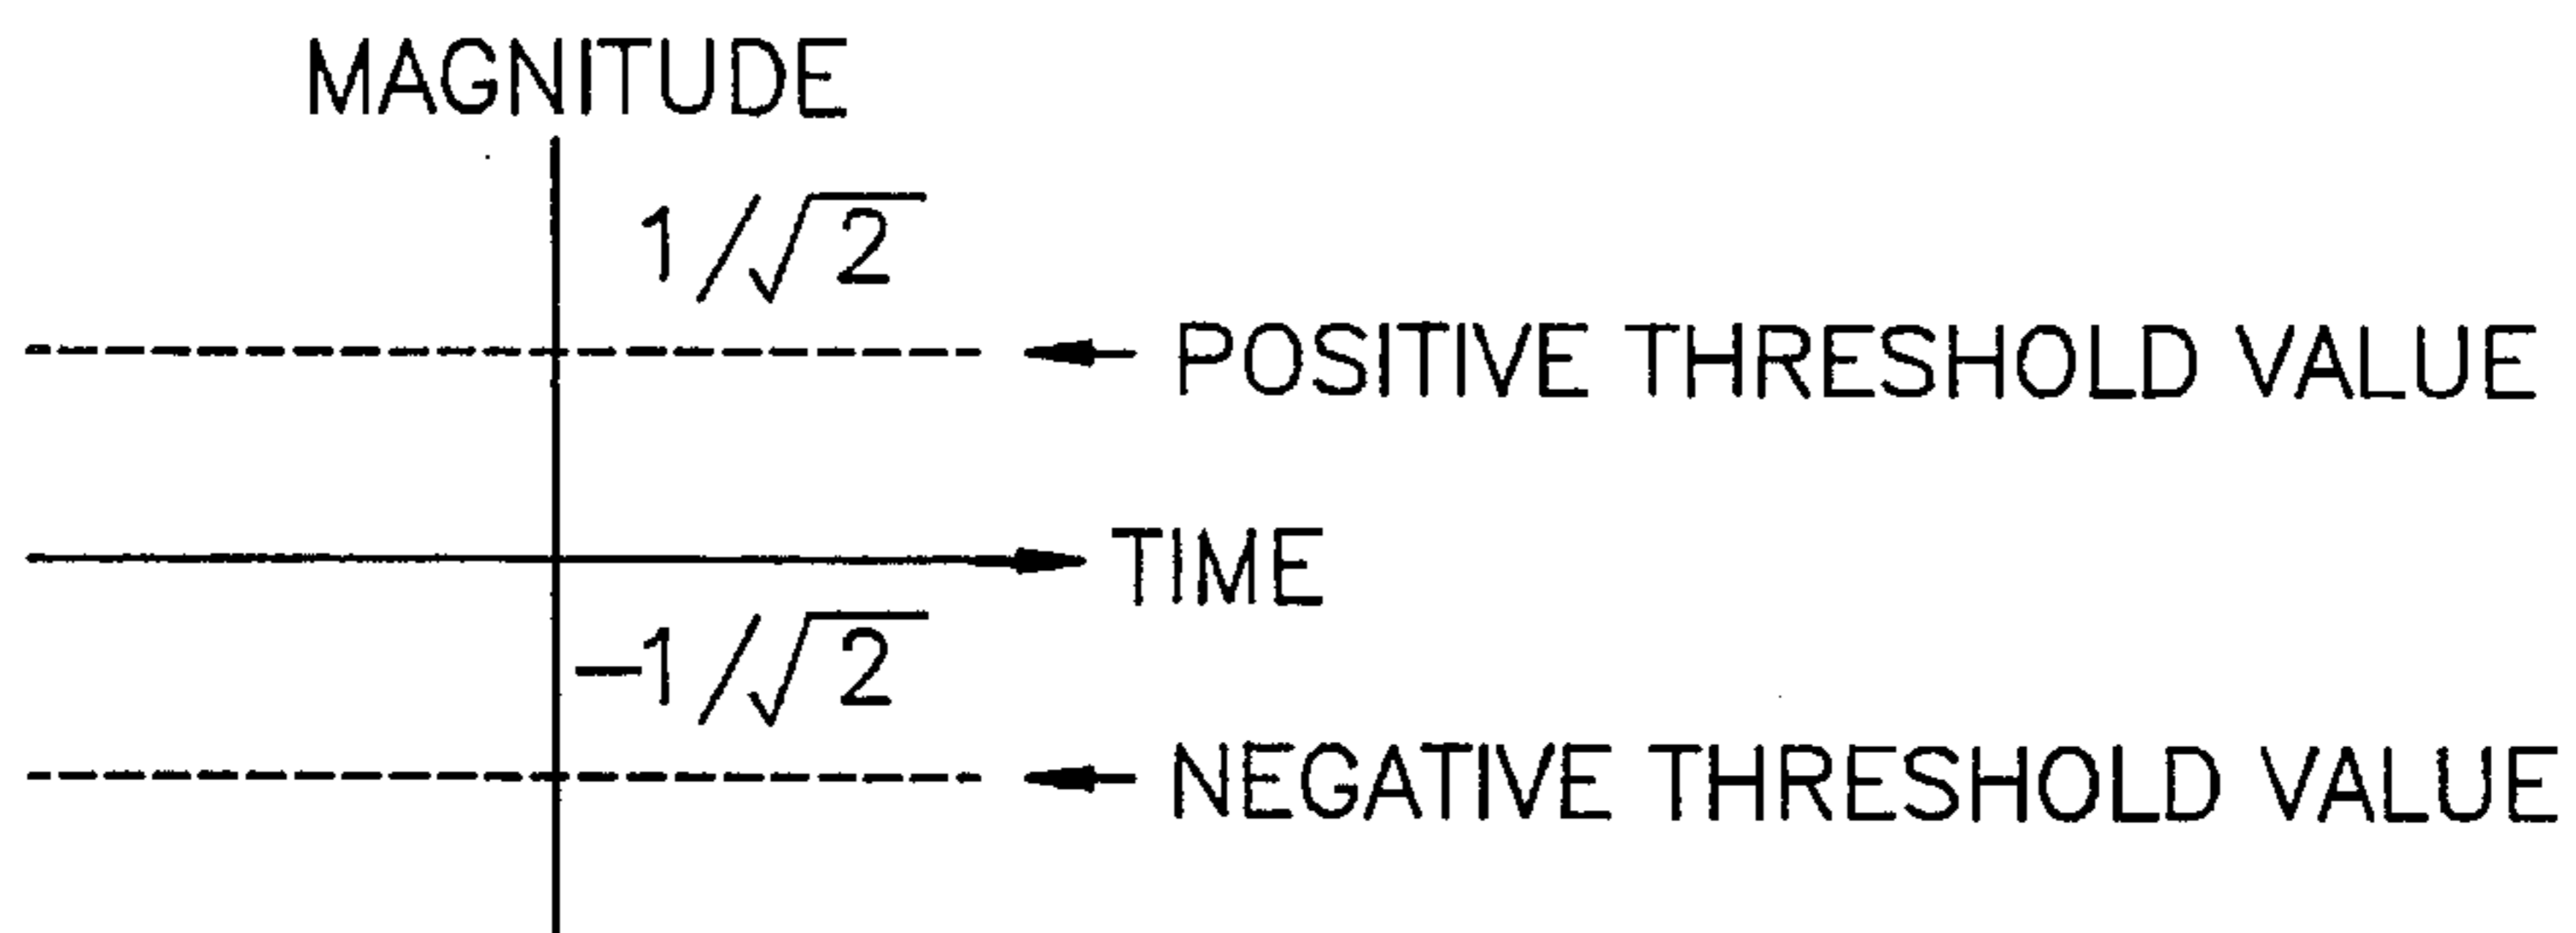 MAGNITUDE
1/√2
POSITIVE THRESHOLD VALUE
TIME
-1/√2
NEGATIVE THRESHOLD VALUE